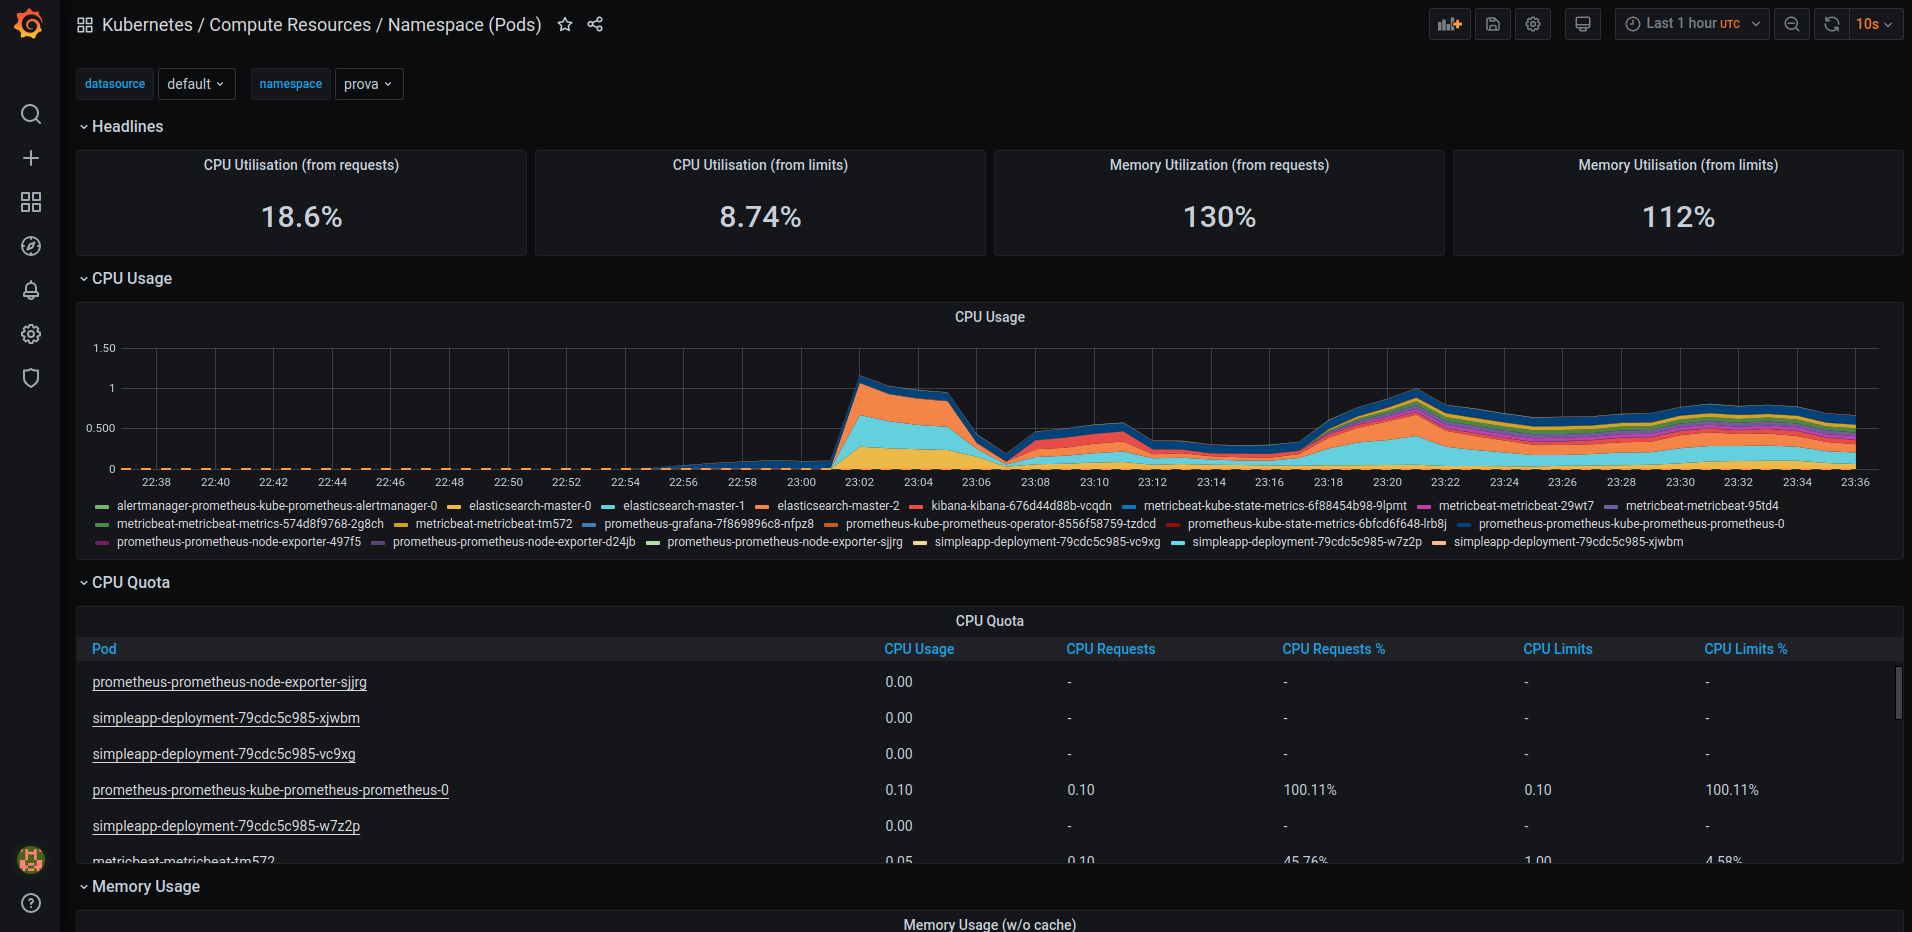 Kubernetes / Compute Resources / Namespace (Pods)
Last 1 hour UTC
10s
datasource default namespace prova
Headlines
CPU Utilisation (from requests)
18.6%
CPU Utilisation (from limits)
8.74%
Memory Utilization (from requests)
130%
Memory Utilisation (from limits)
112%
CPU Usage
CPU Usage
1.50
1
0.500
0
22:38 22:40 22:42 22:44 22:46 22:48 22:50 22:52 22:54 22:56 22:58 23:00 23:02 23:04 23:06 23:08 23:10 23:12 23:14 23:16 23:18 23:20 23:22 23:24 23:26 23:28 23:30 23:32 23:34 23:36
alertmanager-prometheus-kube-prometheus-alertmanager-0 elasticsearch-master-0 elasticsearch-master-1 elasticsearch-master-2 kibana-kibana-676d44d88b-vcqdn metricbeat-kube-state-metrics-6f88454b98-9lpmt metricbeat-metricbeat-29wt7 metricbeat-metricbeat-95td4
metricbeat-metricbeat-metrics-574d8f9768-2g8ch metricbeat-metricbeat-tm572 prometheus-grafana-7f869896c8-nfpz8 prometheus-kube-prometheus-operator-8556f58759-tzdcd prometheus-kube-state-metrics-6bfcd6f648-lrb8j prometheus-prometheus-kube-prometheus-prometheus-0
prometheus-prometheus-node-exporter-497f5 prometheus-prometheus-node-exporter-d24jb prometheus-prometheus-node-exporter-sjjrg simpleapp-deployment-79cdc5c985-vc9xg simpleapp-deployment-79cdc5c985-w7z2p simpleapp-deployment-79cdc5c985-xjwbm
CPU Quota
CPU Quota
Pod CPU Usage CPU Requests CPU Requests % CPU Limits CPU Limits %
prometheus-prometheus-node-exporter-sjjrg 0.00 - - - -
simpleapp-deployment-79cdc5c985-xjwbm 0.00 - - - -
simpleapp-deployment-79cdc5c985-vc9xg 0.00 - - - -
prometheus-prometheus-kube-prometheus-prometheus-0 0.10 0.10 100.11% 0.10 100.11%
simpleapp-deployment-79cdc5c985-w7z2p 0.00 - - - -
metricbeat-metricbeat-tm572 0.05 0.10 45.76% 1.00 4.58%
Memory Usage
Memory Usage (w/o cache)